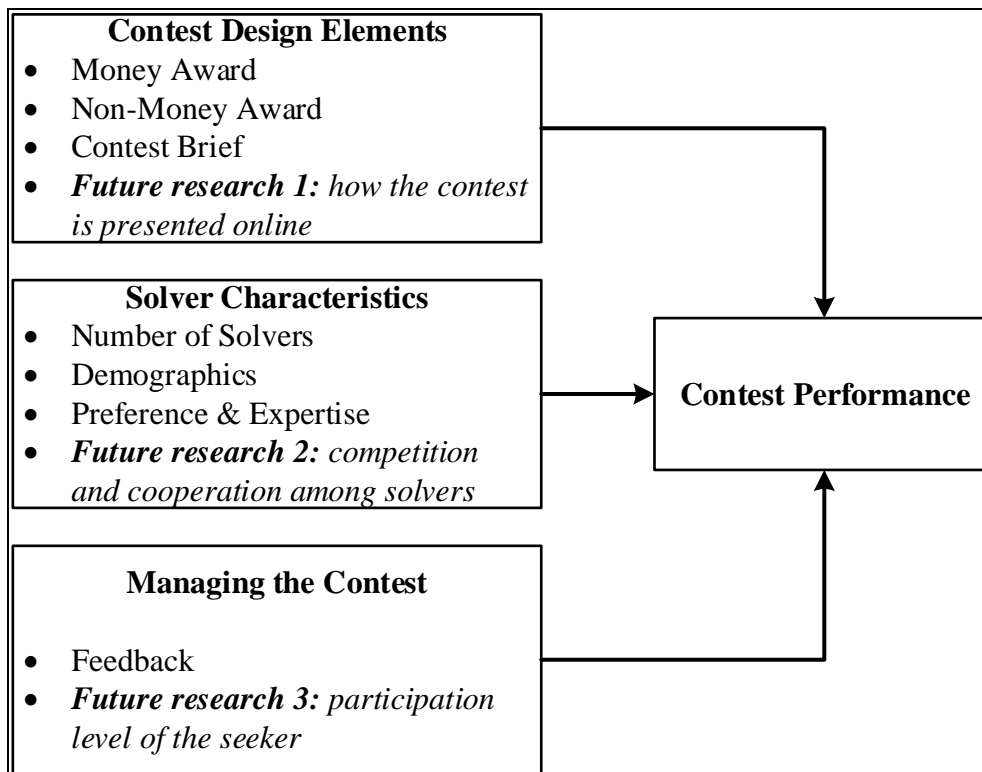 Contest Design Elements
• Money Award
• Non-Money Award
• Contest Brief
• Future research 1: how the contest
is presented online
Solver Characteristics
• Number of Solvers
• Demographics
• Preference & Expertise
• Future research 2: competition
and cooperation among solvers
Managing the Contest
• Feedback
• Future research 3: participation
level of the seeker
Contest Performance